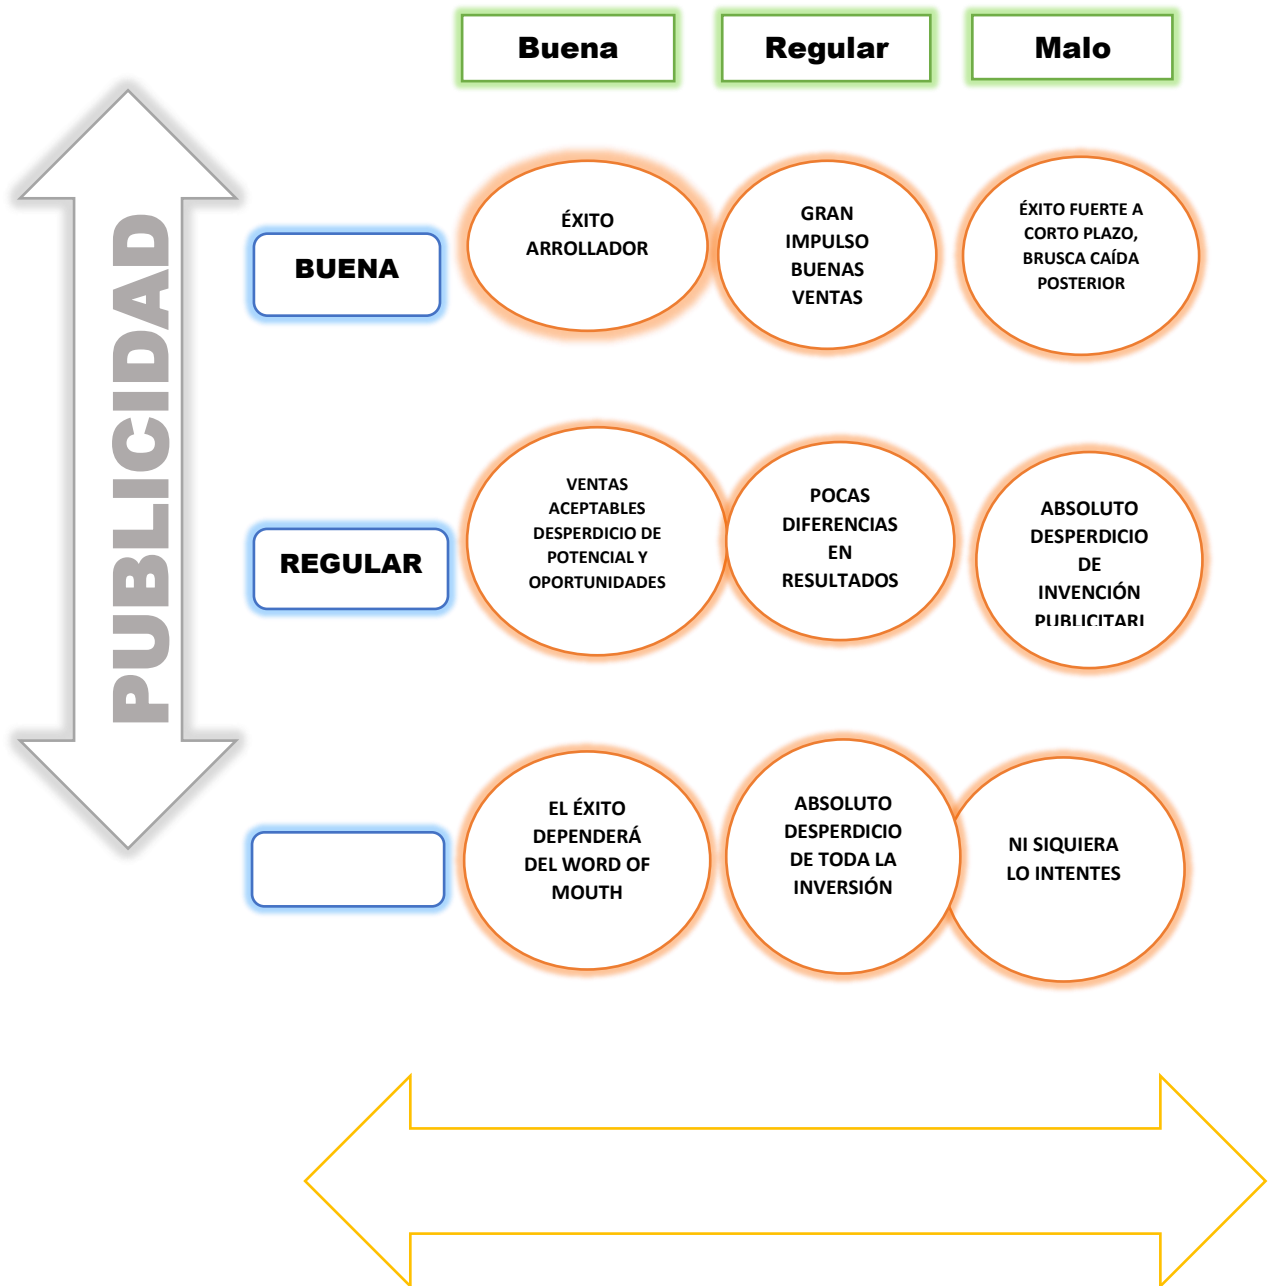 Buena
Regular
Malo
PUBLICIDAD
BUENA
ÉXITO
ARROLLADOR
GRAN
IMPULSO
BUENAS
VENTAS
ÉXITO FUERTE A
CORTO PLAZO,
BRUSCA CAÍDA
POSTERIOR
REGULAR
VENTAS
ACEPTABLES
DESPERDICIO DE
POTENCIAL Y
OPORTUNIDADES
POCAS
DIFERENCIAS
EN
RESULTADOS
ABSOLUTO
DESPERDICIO
DE
INVENCIÓN
PUBLICITARI
EL ÉXITO
DEPENDERÁ
DEL WORD OF
MOUTH
ABSOLUTO
DESPERDICIO
DE TODA LA
INVERSIÓN
NI SIQUIERA
LO INTENTES